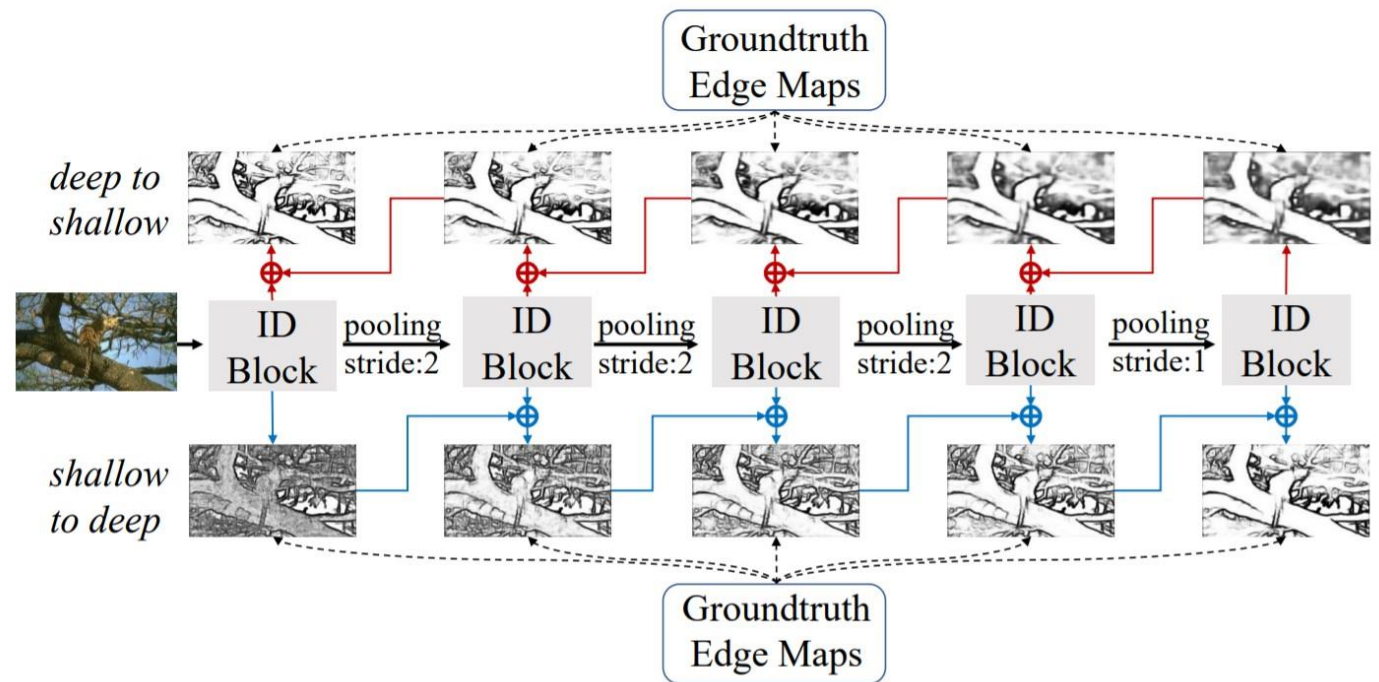 Groundtruth
Edge Maps
deep to
shallow
ID
Block
pooling
stride:2
ID
Block
pooling
stride:2
ID
Block
pooling
stride:2
ID
Block
pooling
stride:1
ID
Block
shallow
to deep
Groundtruth
Edge Maps